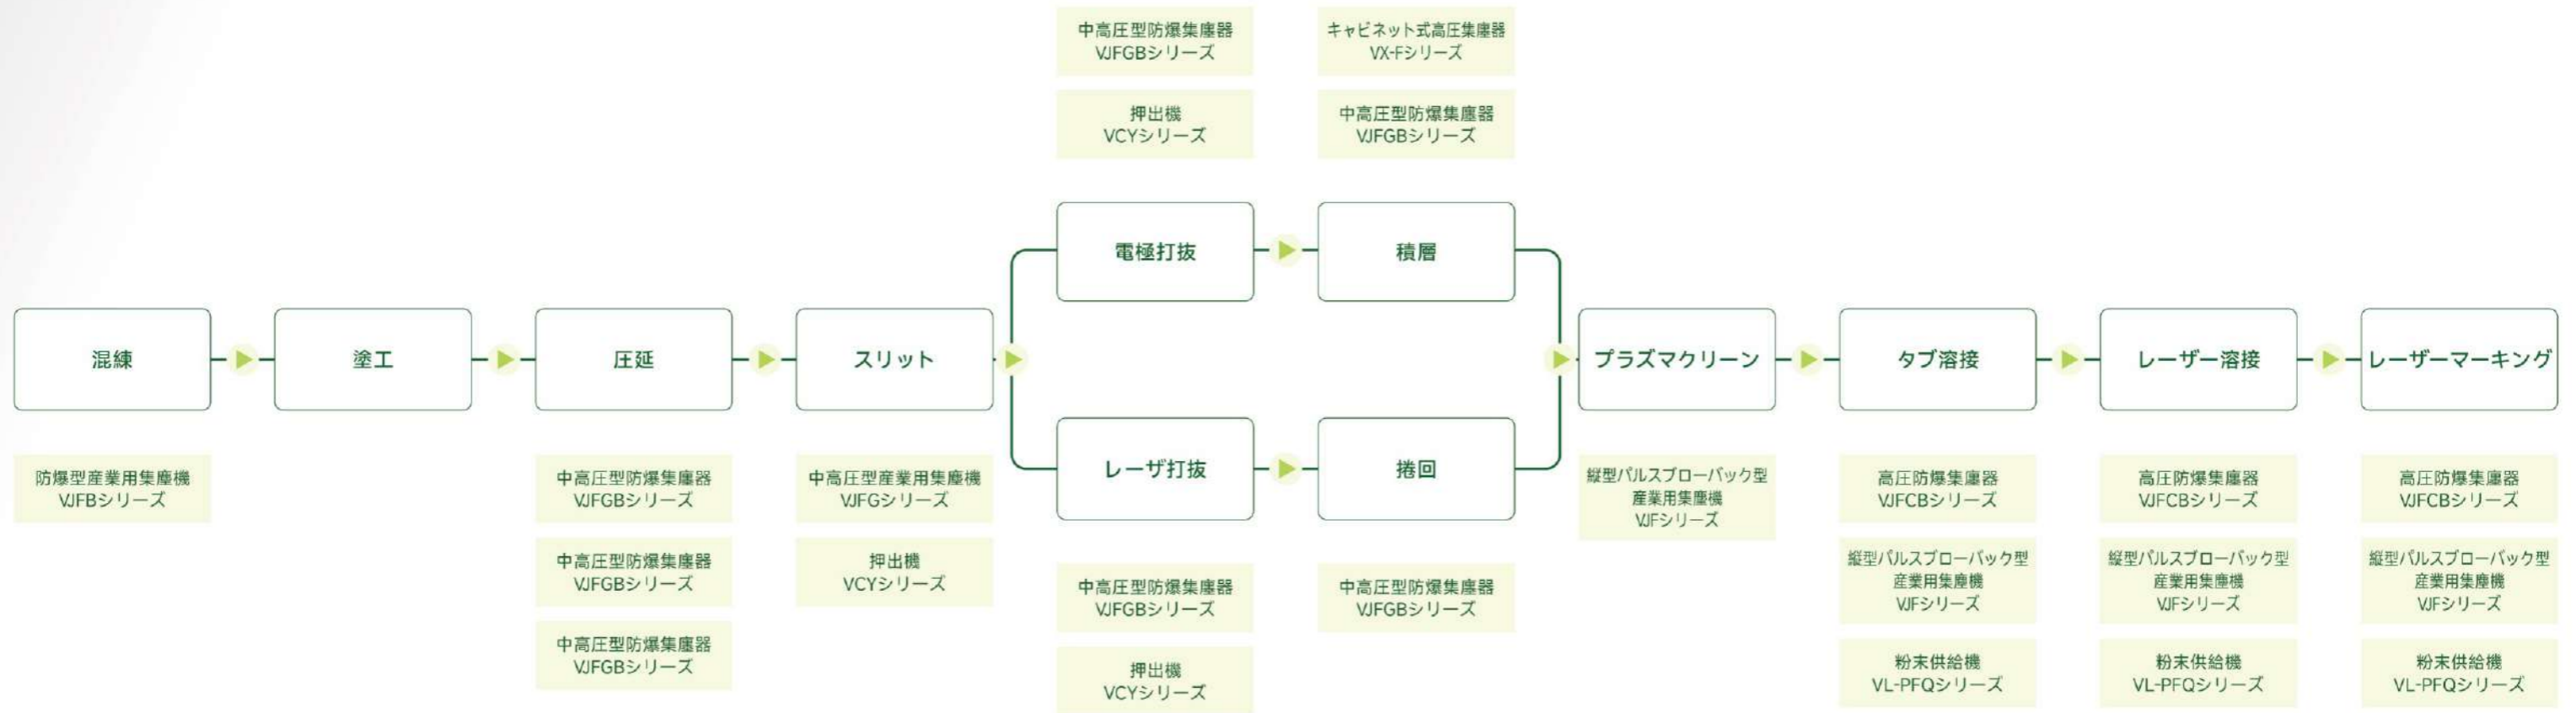 中高圧型防爆集塵器
VJFGBシリーズ
キャビネット式高圧集塵器
VX-Fシリーズ
押出機
VCYシリーズ
中高圧型防爆集塵器
VJFGBシリーズ
電極打抜
積層
混練
塗工
圧延
スリット
プラズマクリーン
タブ溶接
レーザー溶接
レーザーマーキング
レーザ打抜
捲回
防爆型産業用集塵機
VJFBシリーズ
中高圧型防爆集塵器
VJFGBシリーズ
中高圧型防爆集塵器
VJFGBシリーズ
中高圧型防爆集塵器
VJFGBシリーズ
中高圧型産業用集塵機
VJFGシリーズ
押出機
VCYシリーズ
中高圧型防爆集塵器
VJFGBシリーズ
押出機
VCYシリーズ
中高圧型防爆集塵器
VJFGBシリーズ
縦型パルスブローバック型
産業用集塵機
VJFシリーズ
高圧防爆集塵器
VJFCBシリーズ
縦型パルスブローバック型
産業用集塵機
VJFシリーズ
粉末供給機
VL-PFQシリーズ
高圧防爆集塵器
VJFCBシリーズ
縦型パルスブローバック型
産業用集塵機
VJFシリーズ
粉末供給機
VL-PFQシリーズ
高圧防爆集塵器
VJFCBシリーズ
縦型パルスブローバック型
産業用集塵機
VJFシリーズ
粉末供給機
VL-PFQシリーズ